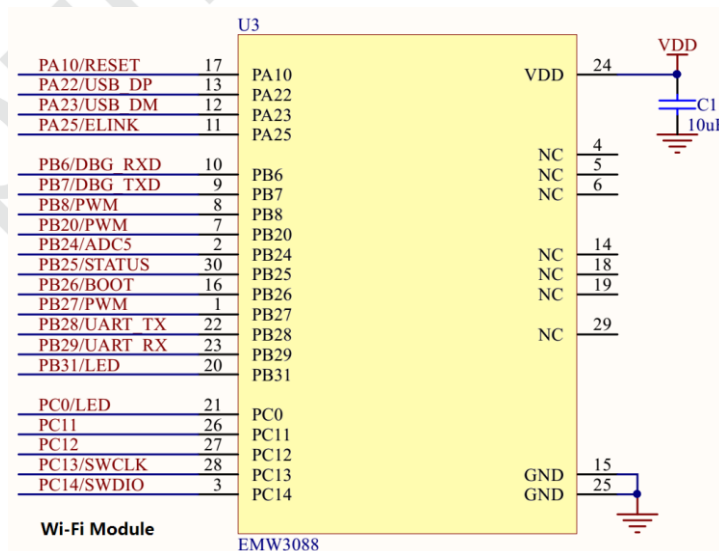 U3
PA10/RESET 17 PA10
PA22/USB_DP 13 PA22
PA23/USB_DM 12 PA23
PA25/ELINK 11 PA25
PB6/DBG_RXD 10 PB6
PB7/DBG_TXD 9 PB7
PB8/PWM 8 PB8
PB20/PWM 7 PB20
PB24/ADC5 2 PB24
PB25/STATUS 30 PB25
PB26/BOOT 16 PB26
PB27/PWM 1 PB27
PB28/UART_TX 22 PB28
PB29/UART_RX 23 PB29
PB31/LED 20 PB31
PC0/LED 21 PC0
PC11 26 PC11
PC12 27 PC12
PC13/SWCLK 28 PC13
PC14/SWDIO 3 PC14
VDD 24
VDD
C1
NC 4
NC 5
NC 6
NC 14
NC 18
NC 19
NC 29
GND 15
GND 25
Wi-Fi Module
EMW3088